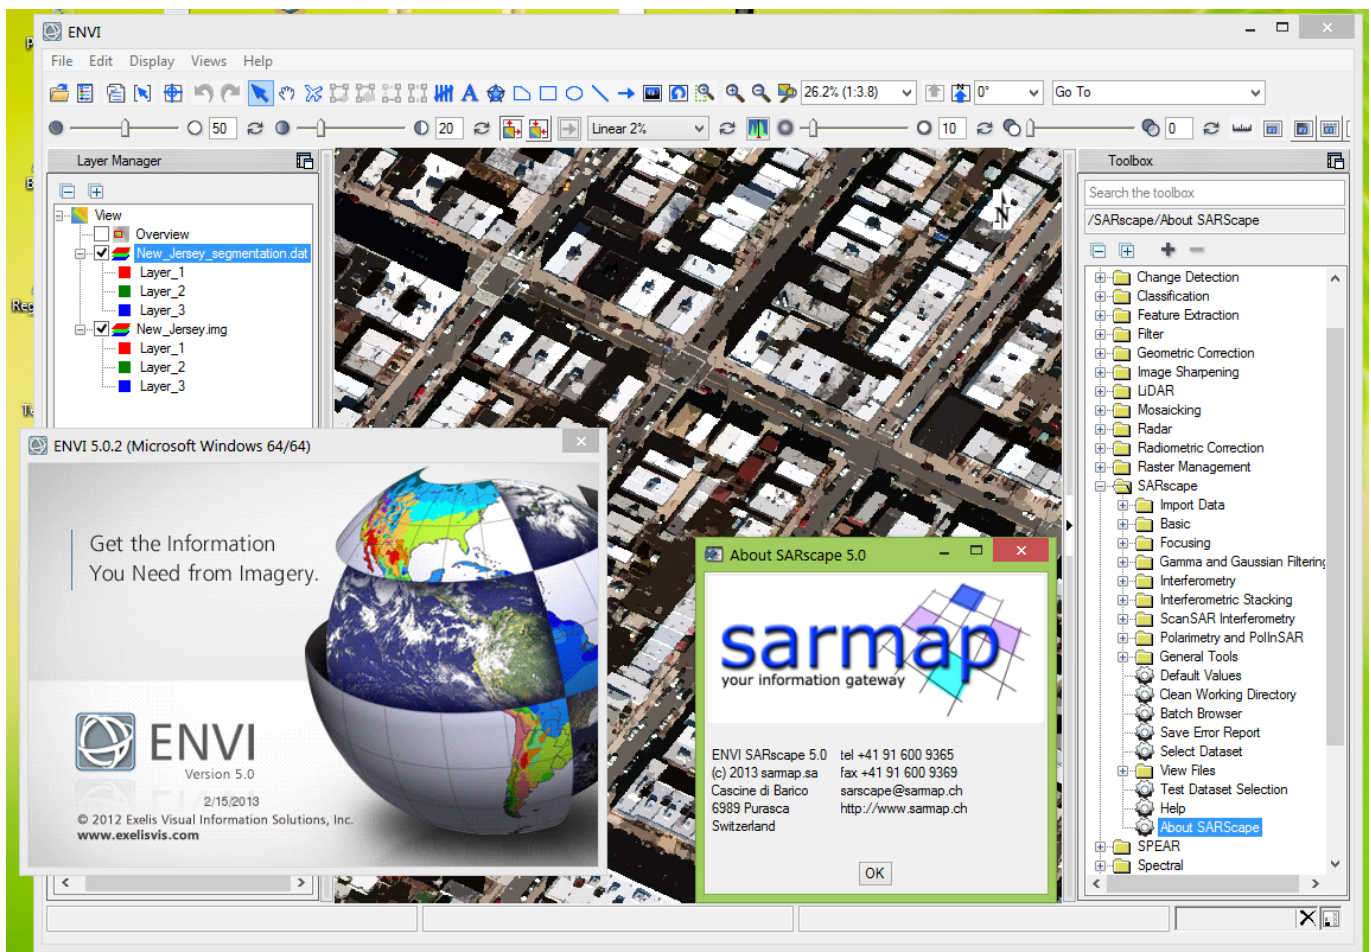 ENVI
File Edit Display Views Help
26.2% (1:3.8)
0°
Go To
50
20
Linear 2%
10
0
Layer Manager
View
Overview
New_Jersey_segmentation.dat
Layer_1
Layer_2
Layer_3
New_Jersey.img
Layer_1
Layer_2
Layer_3
N
Toolbox
Search the toolbox
/SARscape/About SARScape
Change Detection
Classification
Feature Extraction
Filter
Geometric Correction
Image Sharpening
LiDAR
Mosaicking
Radar
Radiometric Correction
Raster Management
SARscape
Import Data
Basic
Focusing
Gamma and Gaussian Filtering
Interferometry
Interferometric Stacking
ScanSAR Interferometry
Polarimetry and PolInSAR
General Tools
Default Values
Clean Working Directory
Batch Browser
Save Error Report
Select Dataset
View Files
Test Dataset Selection
Help
About SARScape
SPEAR
Spectral
ENVI 5.0.2 (Microsoft Windows 64/64)
Get the Information
You Need from Imagery.
ENVI
Version 5.0
2/15/2013
© 2012 Exelis Visual Information Solutions, Inc.
www.exelisvis.com
About SARscape 5.0
sarmap
your information gateway
ENVI SARscape 5.0 tel +41 91 600 9365
(c) 2013 sarmap.sa fax +41 91 600 9369
Cascine di Barico sarscape@sarmap.ch
6989 Purasca http://www.sarmap.ch
Switzerland
OK